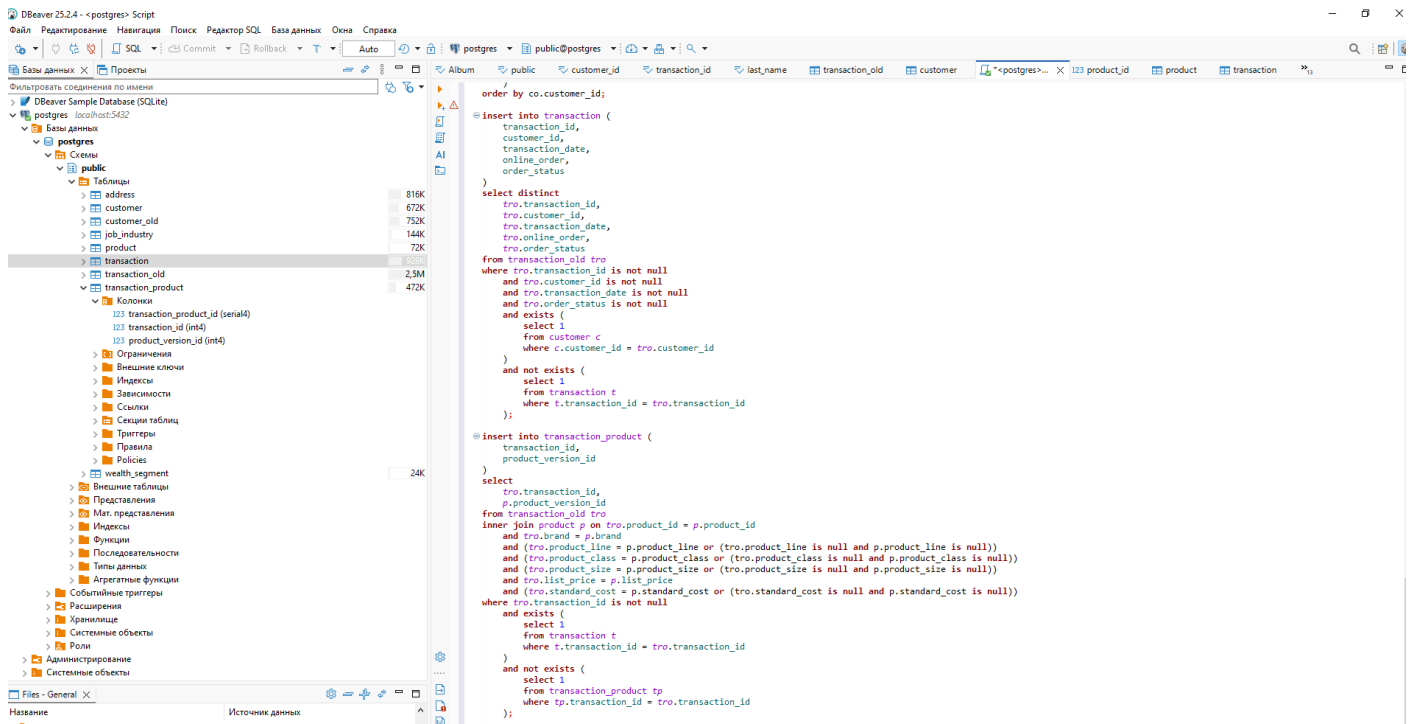 DBeaver 25.2.4 - <postgres> Script
Файл Редактирование Навигация Поиск Редактор SQL База данных Окна Справка
SQL Commit Rollback Auto postgres public@postgres
Базы данных Проекты
Фильтровать соединения по имени
DBeaver Sample Database (SQLite)
postgres localhost:5432
Базы данных
postgres
Схемы
public
Таблицы
address 816K
customer 672K
customer_old 752K
job_industry 144K
product 72K
transaction 928K
transaction_old 2,5M
transaction_product 472K
Колонки
123 transaction_product_id (serial4)
123 transaction_id (int4)
123 product_version_id (int4)
Ограничения
Внешние ключи
Индексы
Зависимости
Ссылки
Секции таблиц
Триггеры
Правила
Policies
wealth_segment 24K
Внешние таблицы
Представления
Мат. представления
Индексы
Функции
Последовательности
Типы данных
Агрегатные функции
Событийные триггеры
Расширения
Хранилище
Системные объекты
Роли
Администрирование
Системные объекты
Files - General
Название Источник данных
Album public customer_id transaction_id last_name transaction_old customer *<postgres>... 123 product_id product transaction »13
AI
)
order by co.customer_id;
insert into transaction (
transaction_id,
customer_id,
transaction_date,
online_order,
order_status
)
select distinct
tro.transaction_id,
tro.customer_id,
tro.transaction_date,
tro.online_order,
tro.order_status
from transaction_old tro
where tro.transaction_id is not null
and tro.customer_id is not null
and tro.transaction_date is not null
and tro.order_status is not null
and exists (
select 1
from customer c
where c.customer_id = tro.customer_id
)
and not exists (
select 1
from transaction t
where t.transaction_id = tro.transaction_id
);
insert into transaction_product (
transaction_id,
product_version_id
)
select
tro.transaction_id,
p.product_version_id
from transaction_old tro
inner join product p on tro.product_id = p.product_id
and tro.brand = p.brand
and (tro.product_line = p.product_line or (tro.product_line is null and p.product_line is null))
and (tro.product_class = p.product_class or (tro.product_class is null and p.product_class is null))
and (tro.product_size = p.product_size or (tro.product_size is null and p.product_size is null))
and tro.list_price = p.list_price
and (tro.standard_cost = p.standard_cost or (tro.standard_cost is null and p.standard_cost is null))
where tro.transaction_id is not null
and exists (
select 1
from transaction t
where t.transaction_id = tro.transaction_id
)
and not exists (
select 1
from transaction_product tp
where tp.transaction_id = tro.transaction_id
);